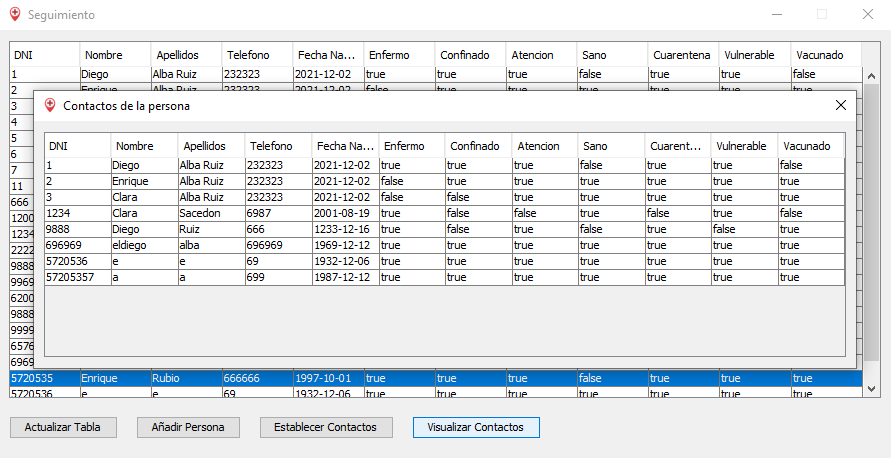 Seguimiento
DNI Nombre Apellidos Telefono Fecha Na... Enfermo Confinado Atencion Sano Cuarentena Vulnerable Vacunado
1 Diego Alba Ruiz 232323 2021-12-02 true true true false true true false
2 Enrique Alba Ruiz 232323 2021-12-02 false true true true true true true
3
4
5
6
7
11
666
1200
1234
2222
9888
9969
6200
9888
9999
6576
6969
Contactos de la persona
DNI Nombre Apellidos Telefono Fecha Na... Enfermo Confinado Atencion Sano Cuarent... Vulnerable Vacunado
1 Diego Alba Ruiz 232323 2021-12-02 true true true false true true false
2 Enrique Alba Ruiz 232323 2021-12-02 false true true true true true true
3 Clara Alba Ruiz 232323 2021-12-02 false false true true true true true
1234 Clara Sacedon 6987 2001-08-19 true false false true false true false
9888 Diego Ruiz 666 1233-12-16 true false true false true false true
696969 eldiego alba 696969 1969-12-12 true true true true true true true
5720536 e e 69 1932-12-06 true true true true true true true
57205357 a a 699 1987-12-12 true true true true true true true
5720535 Enrique Rubio 666666 1997-10-01 true true true false true true true
5720536 e e 69 1932-12-06 true true true true true true true
Actualizar Tabla Añadir Persona Establecer Contactos Visualizar Contactos